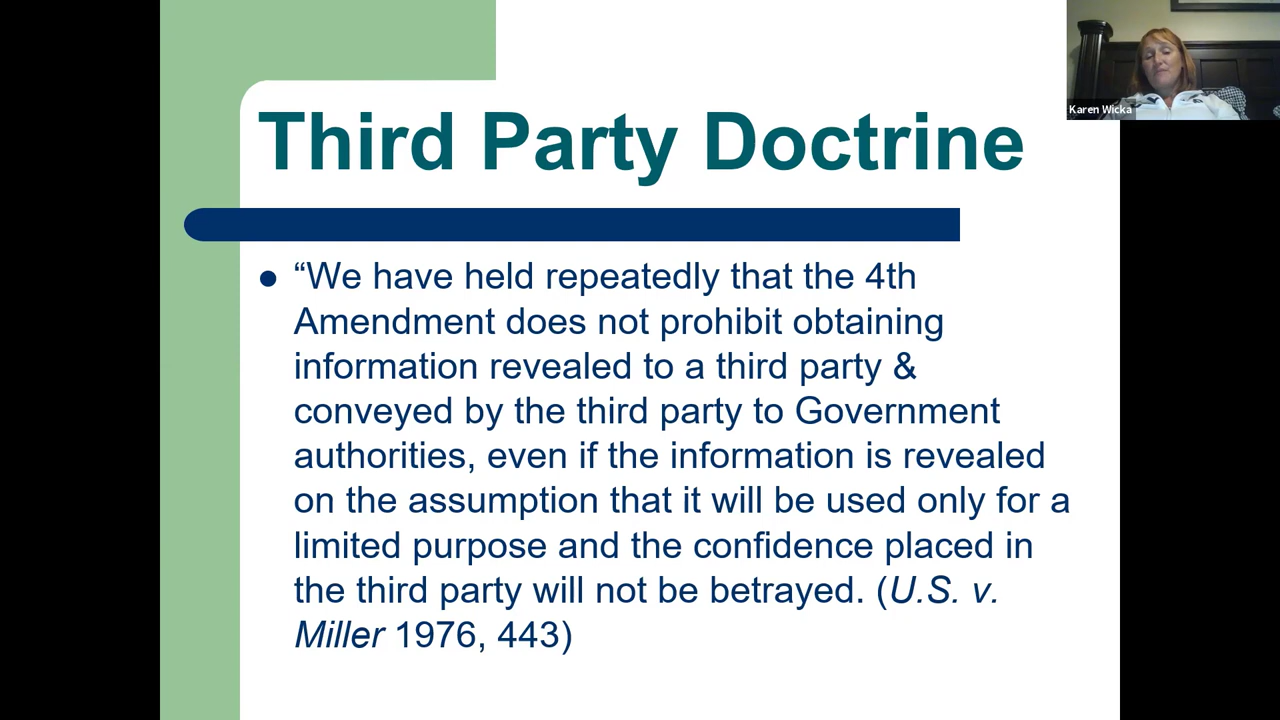 Third Party Doctrine
Karen Wicka
“We have held repeatedly that the 4th
Amendment does not prohibit obtaining
information revealed to a third party &
conveyed by the third party to Government
authorities, even if the information is revealed
on the assumption that it will be used only for a
limited purpose and the confidence placed in
the third party will not be betrayed. (U.S. v.
Miller 1976, 443)